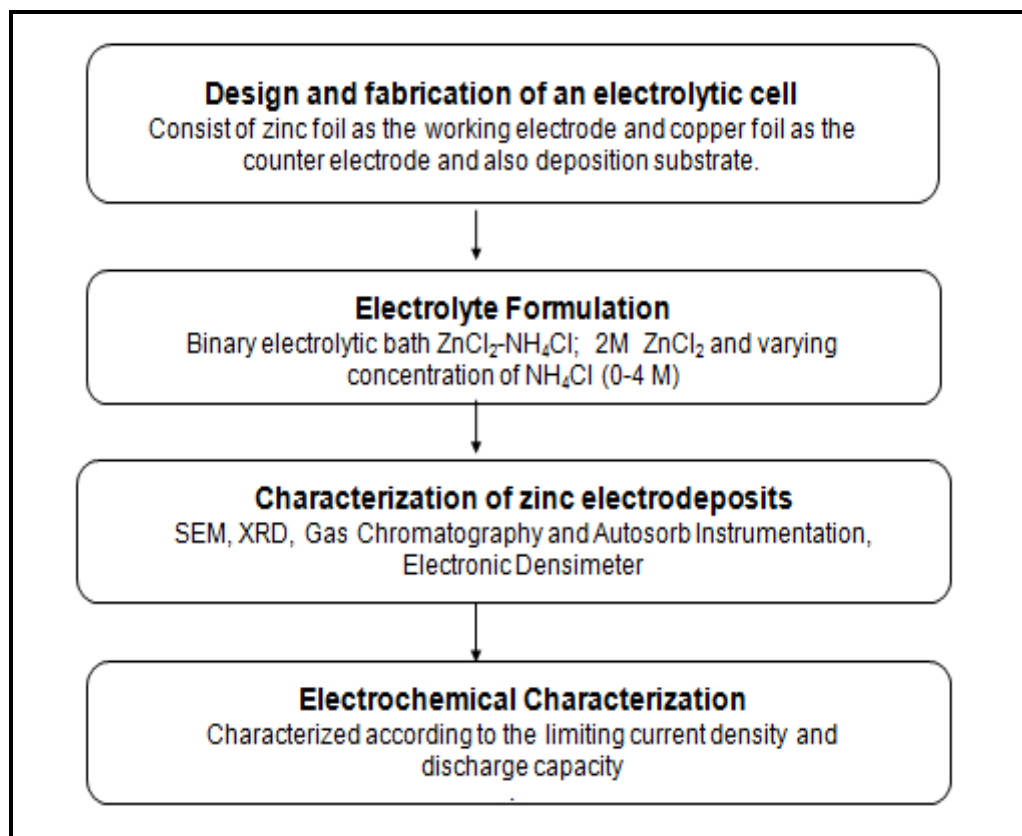 Design and fabrication of an electrolytic cell
Consist of zinc foil as the working electrode and copper foil as the
counter electrode and also deposition substrate.
Electrolyte Formulation
Binary electrolytic bath ZnCl₂-NH₄Cl; 2M ZnCl₂ and varying
concentration of NH₄Cl (0-4 M)
Characterization of zinc electrodeposits
SEM, XRD, Gas Chromatography and Autosorb Instrumentation,
Electronic Densimeter
Electrochemical Characterization
Characterized according to the limiting current density and
discharge capacity
.